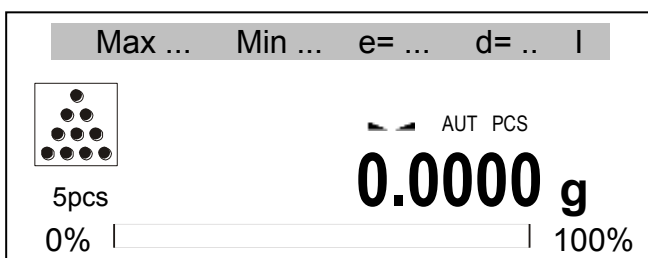 Max ... Min ... e= ... d= .. I
AUT PCS
0.0000 g
5pcs
0% 100%